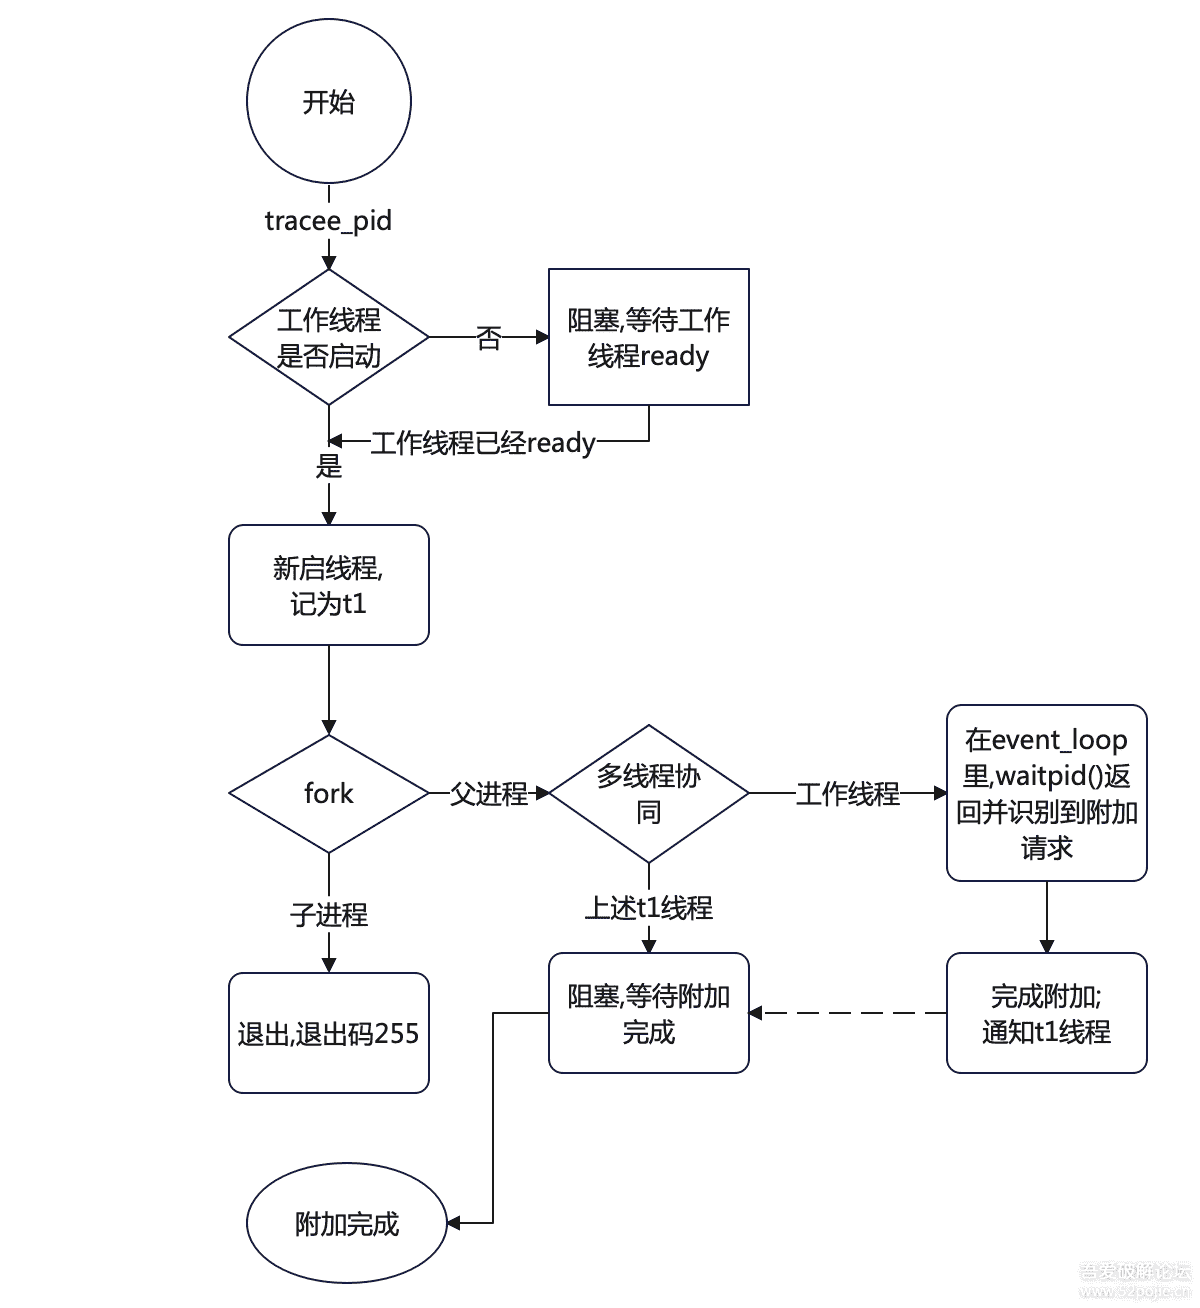 开始
tracee_pid
工作线程
是否启动
否
阻塞,等待工作
线程ready
工作线程已经ready
是
新启线程,
记为t1
fork
父进程
多线程协
同
工作线程
在event_loop
里,waitpid()返
回并识别到附加
请求
子进程
上述t1线程
退出,退出码255
阻塞,等待附加
完成
完成附加;
通知t1线程
附加完成
吾爱破解论坛
www.52pojie.cn